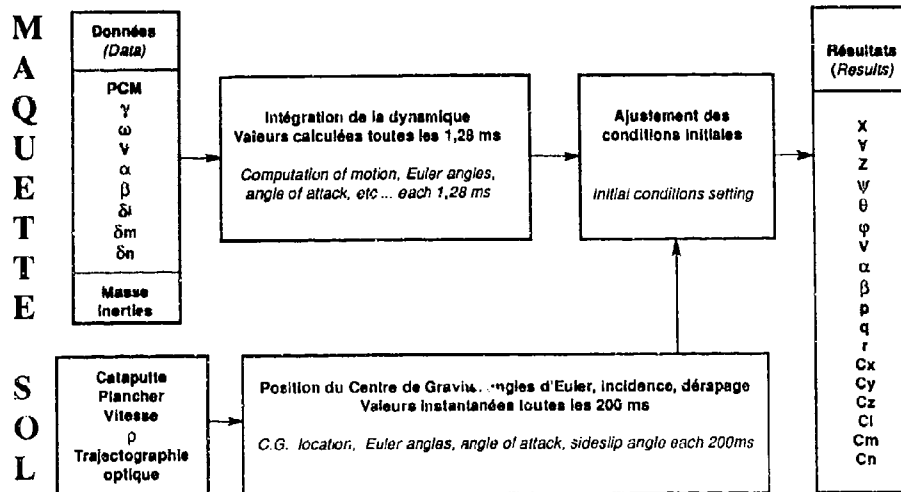 MAQUETTE
Données
(Data)
PCM
γ
ω
V
α
β
δl
δm
δn
Masse
Inerties
Intégration de la dynamique
Valeurs calculées toutes les 1,28 ms
Computation of motion, Euler angles,
angle of attack, etc ... each 1,28 ms
Ajustement des
conditions initiales
Initial conditions setting
Résultats
(Results)
X
Y
Z
ψ
θ
φ
V
α
β
p
q
r
Cx
Cy
Cz
Cl
Cm
Cn
SOL
Catapulte
Plancher
Vitesse
ρ
Trajectographie
optique
Position du Centre de d'Euler, incidence, dérapage
Valeurs instantanées toutes les 200 ms
C.G. location, Euler angles, angle of attack, sideslip angle each 200ms